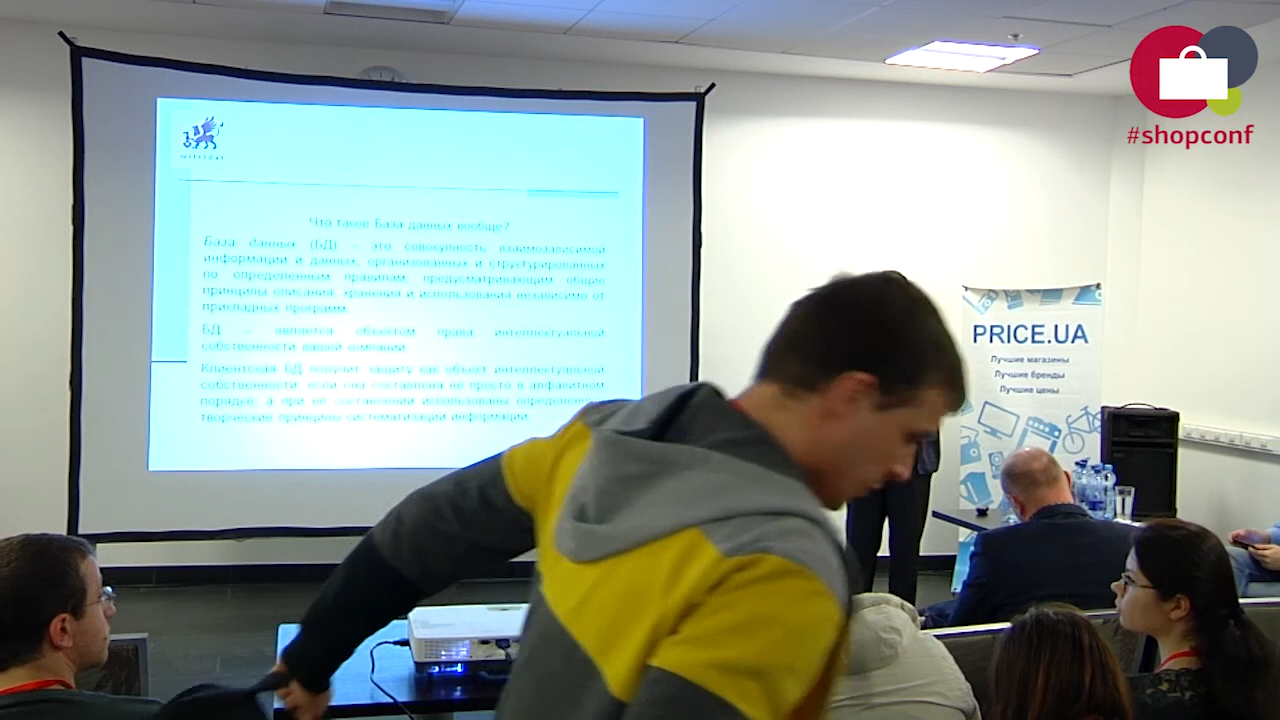 #shopconf
Что такое База данных вообще?
База данных (БД) – это совокупность взаимозависимой
информации и данных, организованных и структурированных
по определенным правилам, предусматривающим общие
принципы описания, хранения и использования независимо от
прикладных программ.
БД – является объектом права интеллектуальной
собственности вашей компании.
Клиентская БД получит защиту как объект интеллектуальной
собственности, если она составлена не просто в алфавитном
порядке, а при ее составлении использованы
творческие принципы систематизации информации.
PRICE.UA
Лучшие магазины
Лучшие бренды
Лучшие цены